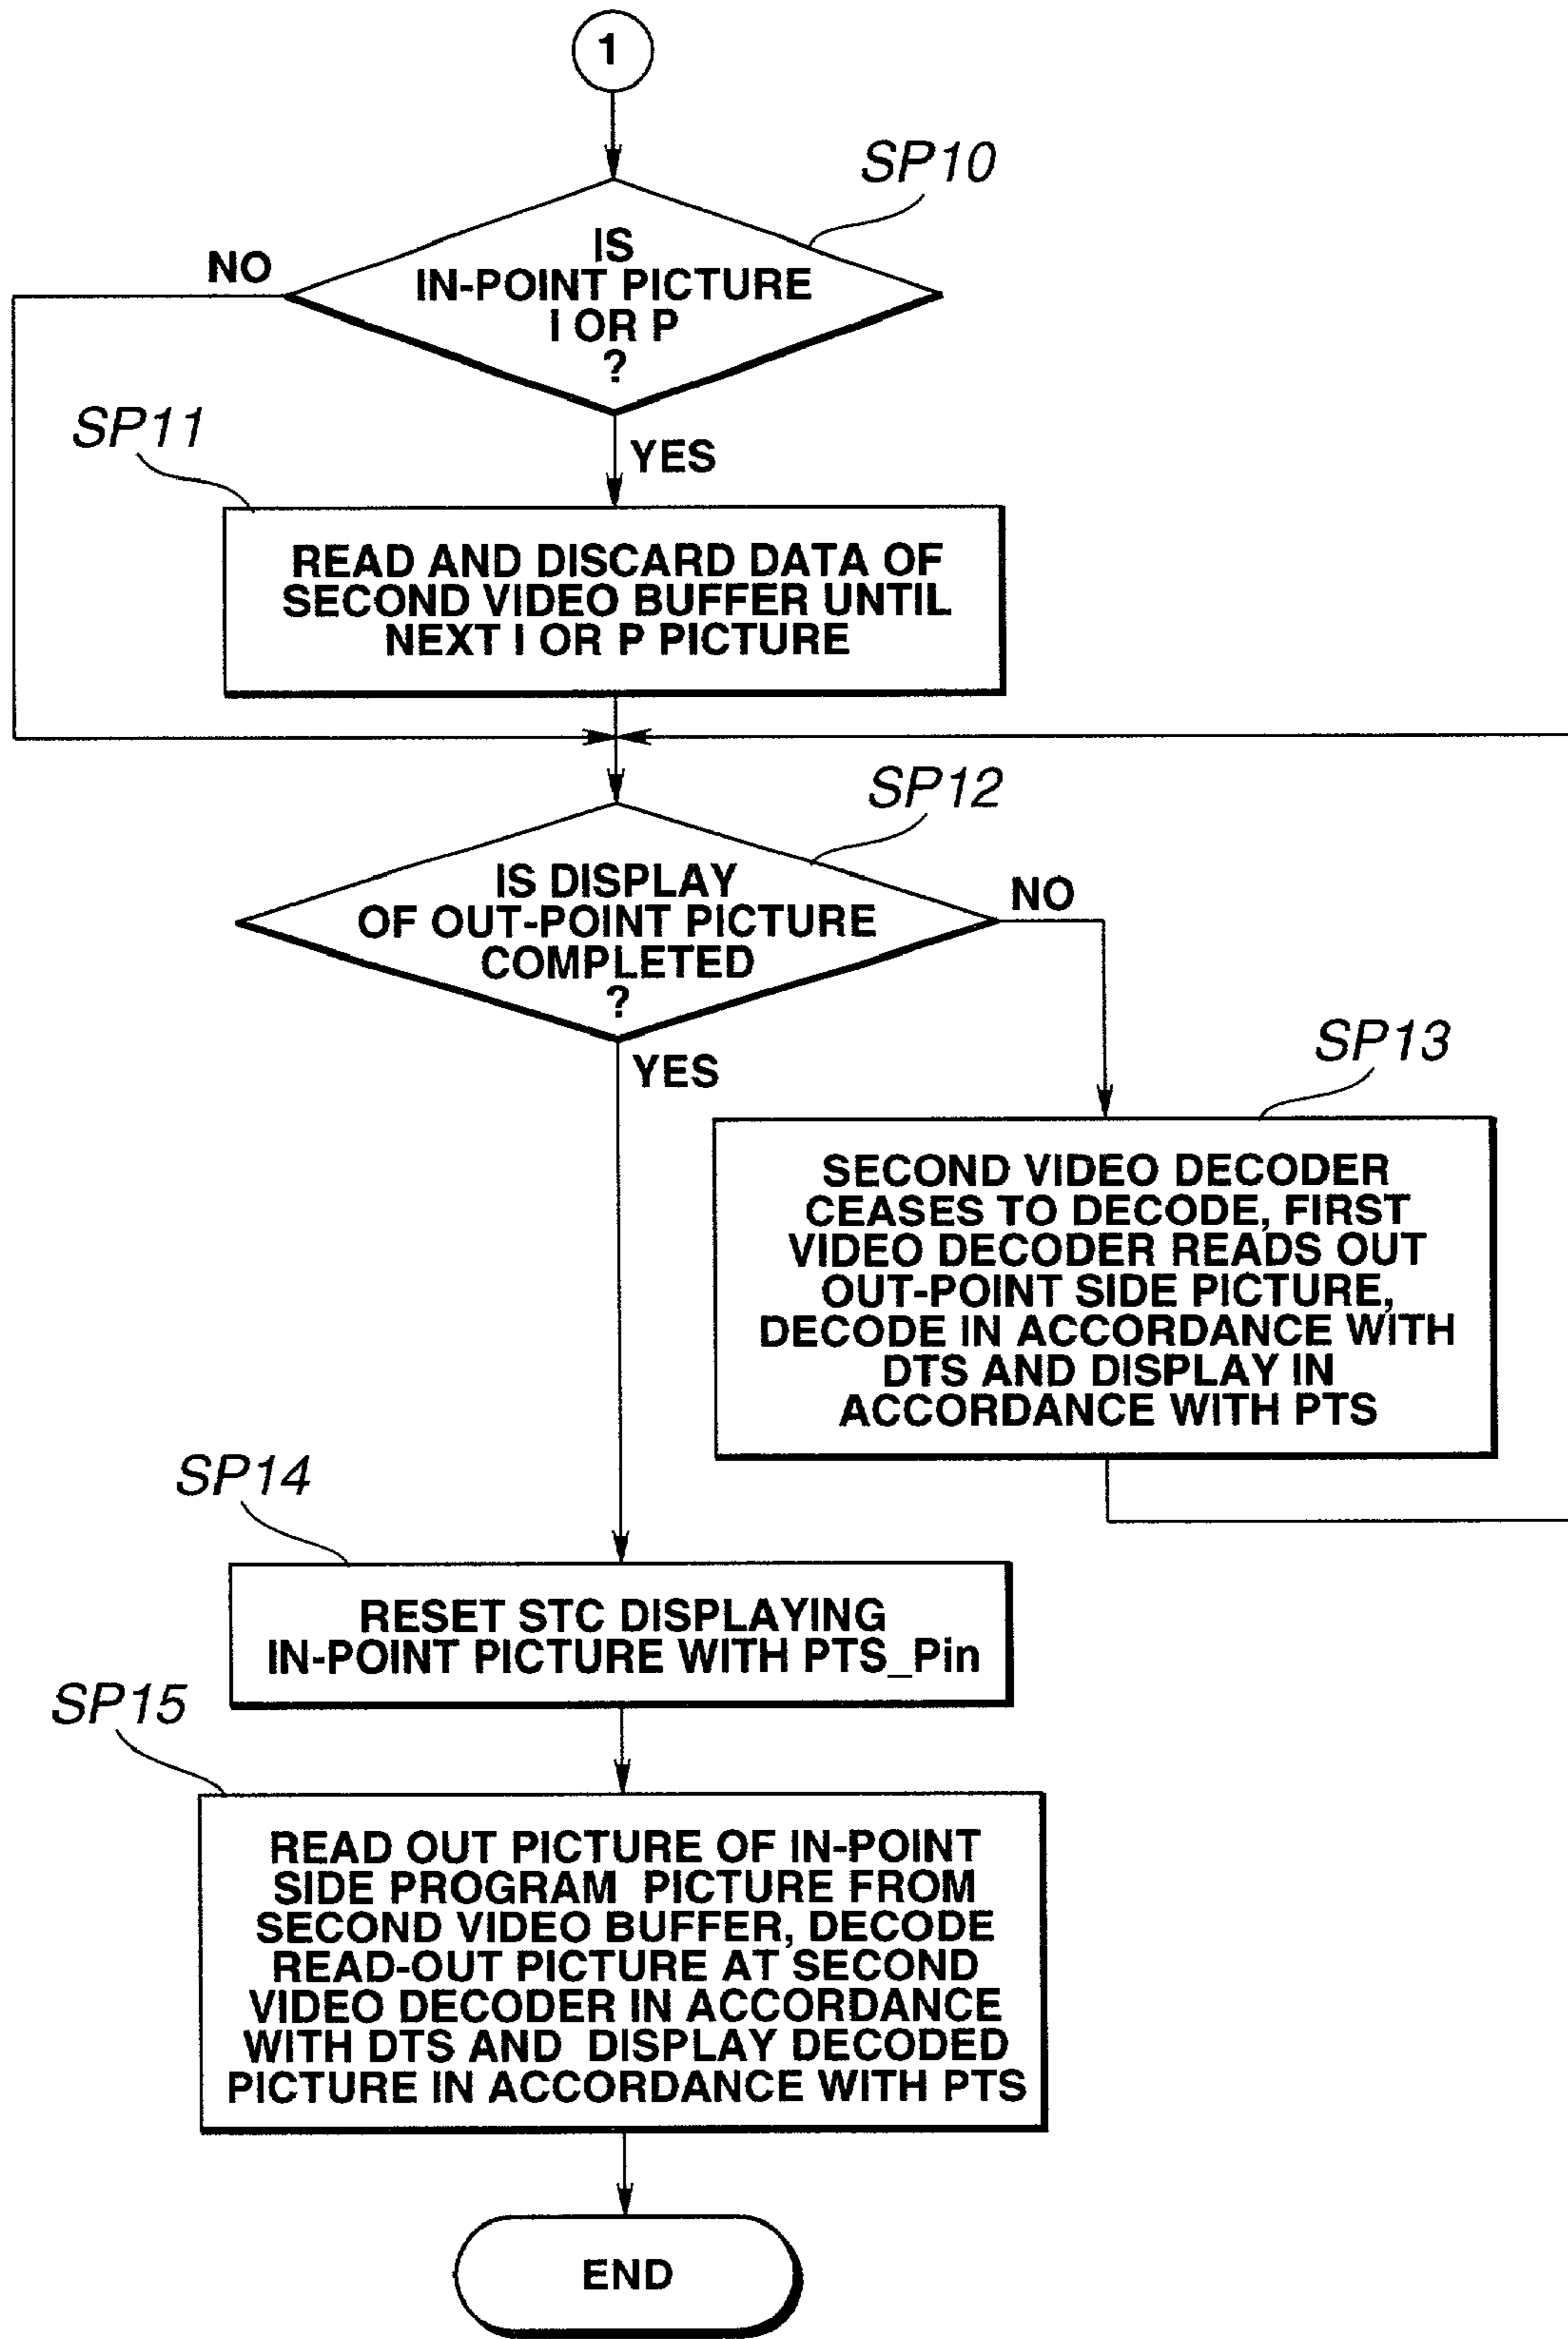 1
SP10
NO
IS
IN-POINT PICTURE
I OR P
?
SP11
YES
READ AND DISCARD DATA OF
SECOND VIDEO BUFFER UNTIL
NEXT I OR P PICTURE
SP12
IS DISPLAY
OF OUT-POINT PICTURE
COMPLETED
?
NO
YES
SP13
SECOND VIDEO DECODER
CEASES TO DECODE, FIRST
VIDEO DECODER READS OUT
OUT-POINT SIDE PICTURE,
DECODE IN ACCORDANCE WITH
DTS AND DISPLAY IN
ACCORDANCE WITH PTS
SP14
RESET STC DISPLAYING
IN-POINT PICTURE WITH PTS_Pin
SP15
READ OUT PICTURE OF IN-POINT
SIDE PROGRAM PICTURE FROM
SECOND VIDEO BUFFER, DECODE
READ-OUT PICTURE AT SECOND
VIDEO DECODER IN ACCORDANCE
WITH DTS AND DISPLAY DECODED
PICTURE IN ACCORDANCE WITH PTS
END